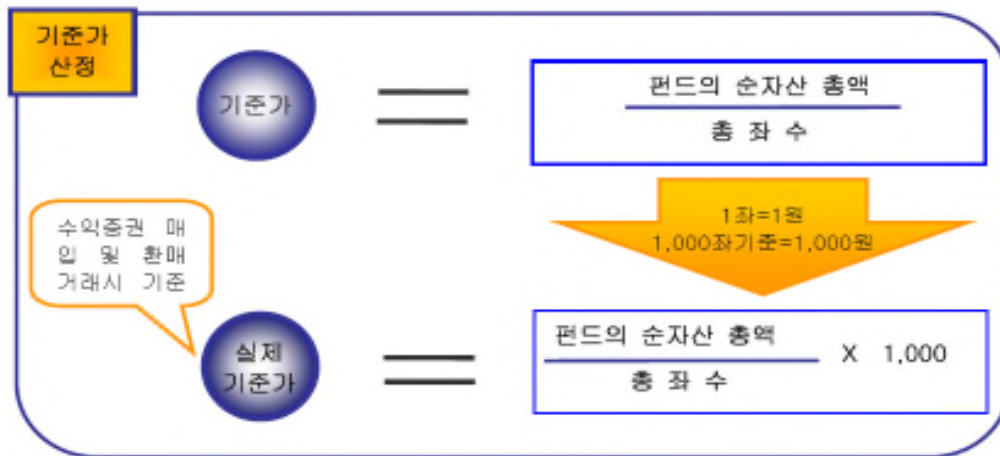 기준가
산정
기준가
펀드의 순자산 총액
총 좌 수
1좌=1원
1,000좌기준=1,000원
수익증권 매
입 및 환매
거래시 기준
실제
기준가
펀드의 순자산 총액
총 좌 수
X 1,000